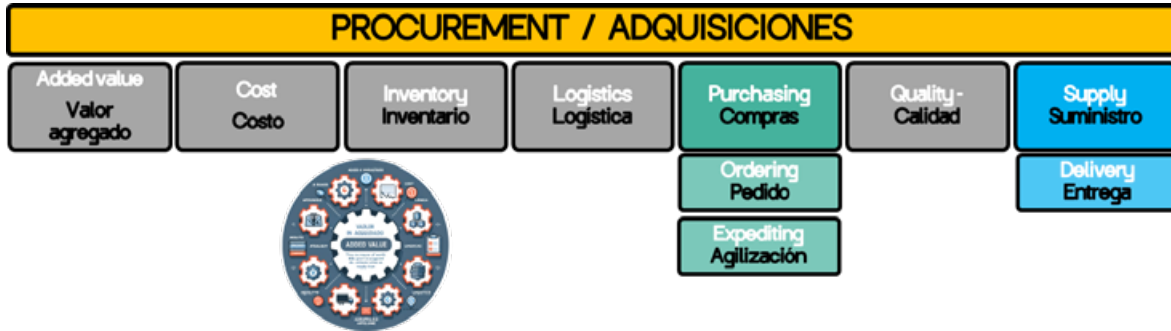 PROCUREMENT / ADQUISICIONES
Added value
Valor
agregado
Cost
Costo
Inventory
Inventario
Logistics
Logística
Purchasing
Compras
Quality -
Calidad
Supply
Suministro
Ordering
Pedido
Delivery
Entrega
Expediting
Agilización
ADDED VALUE